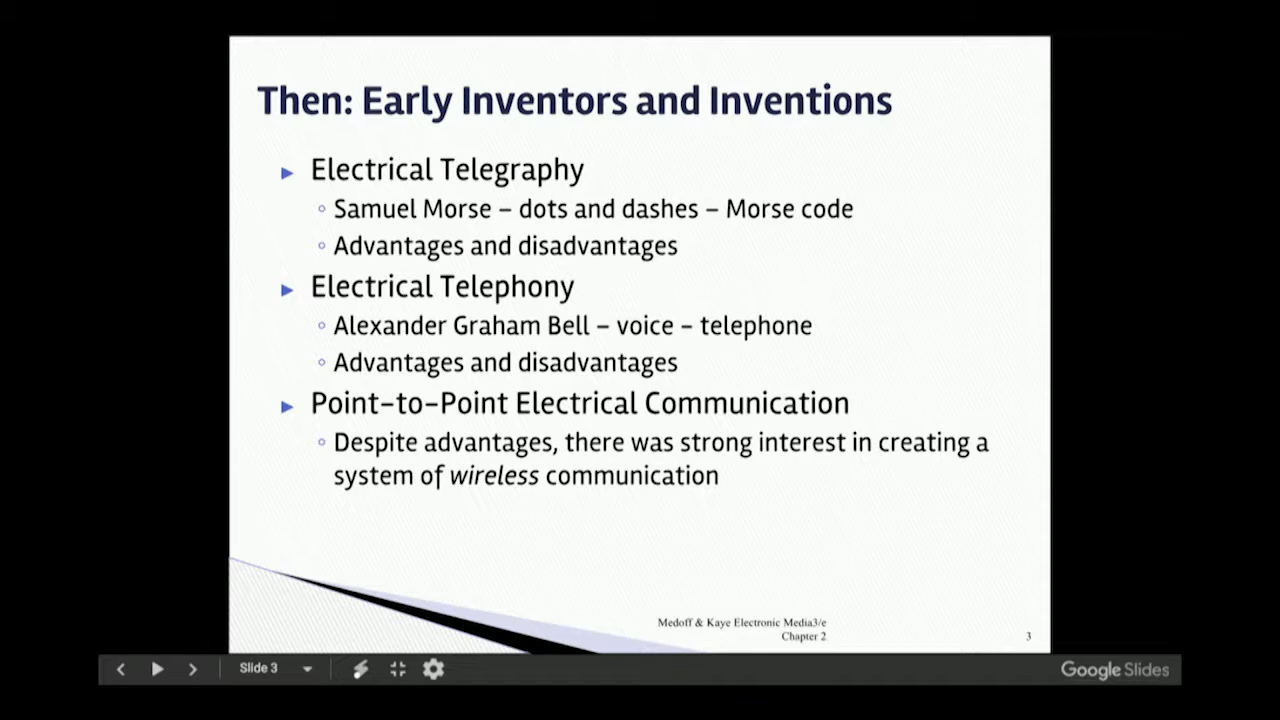 Then: Early Inventors and Inventions
Electrical Telegraphy
Samuel Morse – dots and dashes – Morse code
Advantages and disadvantages
Electrical Telephony
Alexander Graham Bell – voice – telephone
Advantages and disadvantages
Point-to-Point Electrical Communication
Despite advantages, there was strong interest in creating a
system of wireless communication
Medoff & Kaye Electronic Media3/e
Chapter 2
3
Slide 3
Google Slides